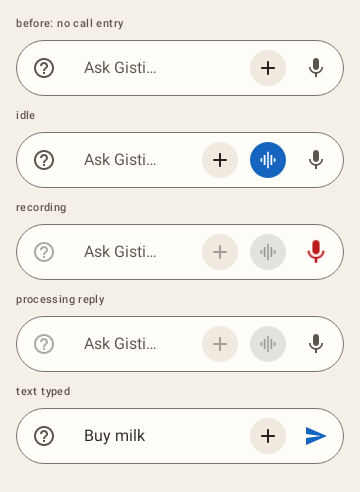 before: no call entry
Ask Gisti…
idle
Ask Gisti…
recording
Ask Gisti…
processing reply
Ask Gisti…
text typed
Buy milk